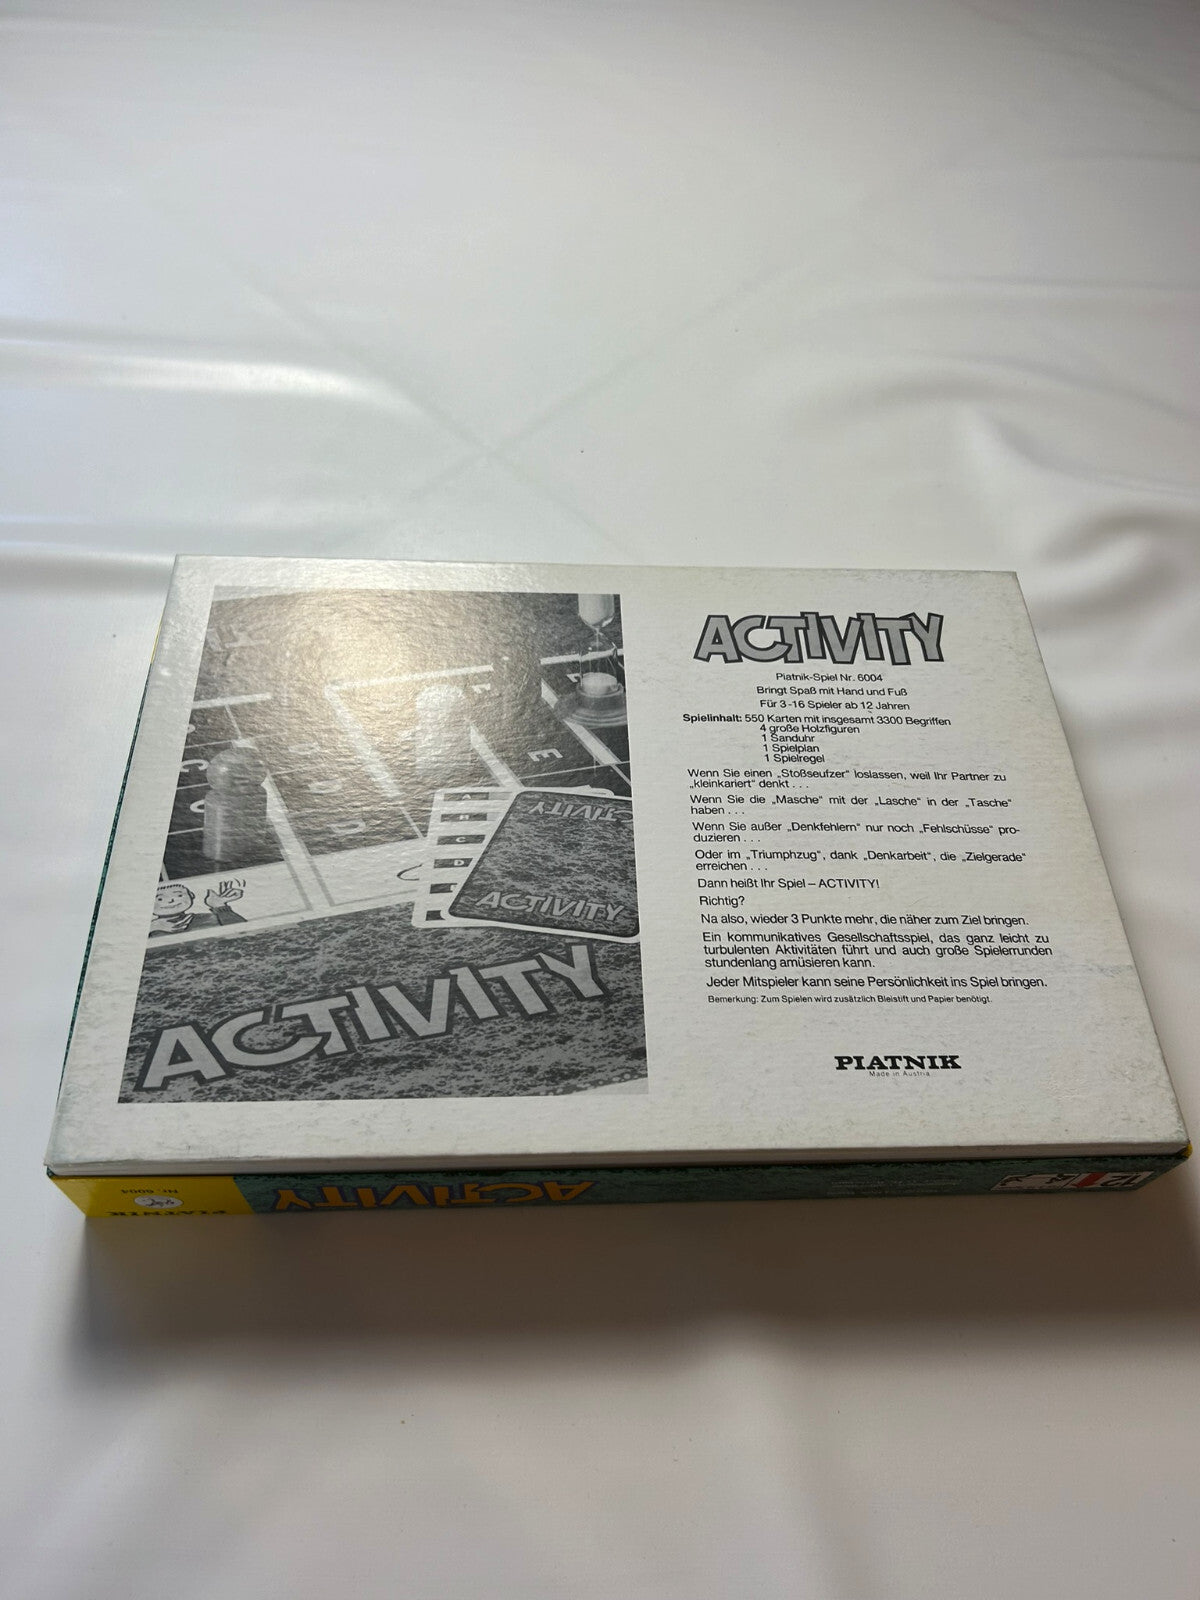 ACTIVITY
Piatnik-Spiel Nr. 6004
Bringt Spaß mit Hand und Fuß
Für 3-16 Spieler ab 12 Jahren
Spielinhalt: 550 Karten mit insgesamt 3300 Begriffen
4 große Holzfiguren
1 Sanduhr
1 Spielplan
1 Spielregel
Wenn Sie einen „Stoßseufzer“ loslassen, weil Ihr Partner zu
„kleinkariert“ denkt . . .
Wenn Sie die „Masche“ mit der „Lasche“ in der „Tasche“
haben . . .
Wenn Sie außer „Denkfehlern“ nur noch „Fehlschüsse“ pro-
duzieren . . .
Oder im „Triumphzug“, dank „Denkarbeit“, die „Zielgerade“
erreichen . . .
Dann heißt Ihr Spiel – ACTIVITY!
Richtig?
Na also, wieder 3 Punkte mehr, die näher zum Ziel bringen.
Ein kommunikatives Gesellschaftsspiel, das ganz leicht zu
turbulenten Aktivitäten führt und auch große Spielerrunden
stundenlang amüsieren kann.
Jeder Mitspieler kann seine Persönlichkeit ins Spiel bringen.
Bemerkung: Zum Spielen wird zusätzlich Bleistift und Papier benötigt.
PIATNIK
Made in Austria
ACTIVITY
ACTIVITY
ACTIVITY
PIATNIK
Nr. 6004
ACTIVITY
12